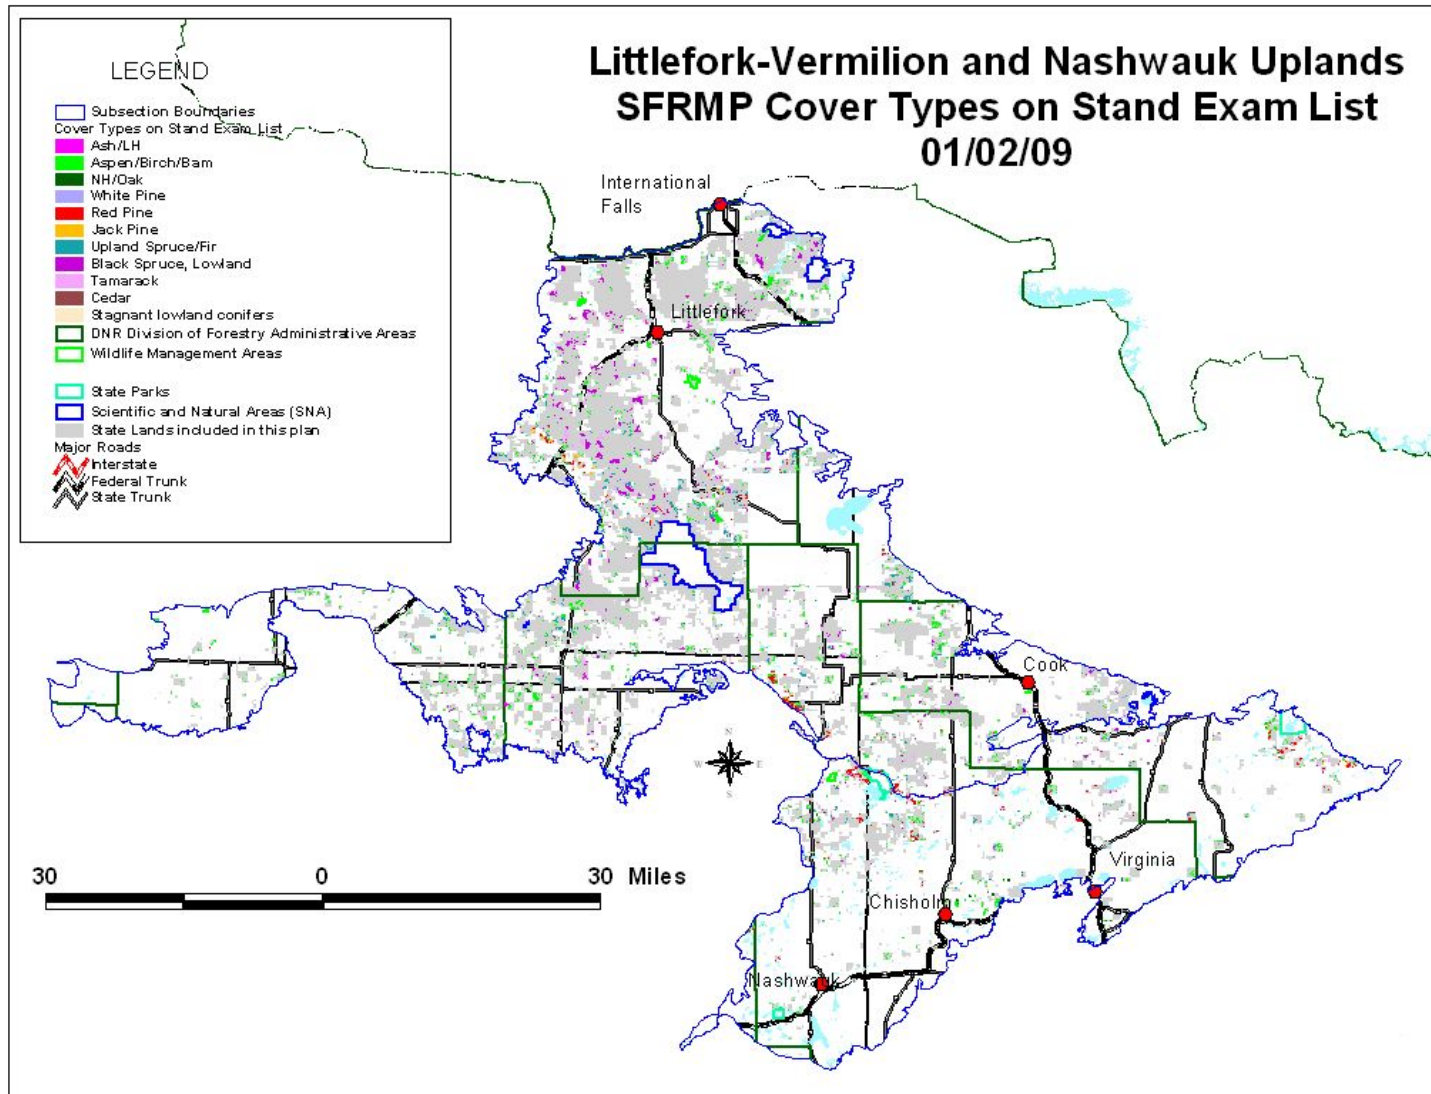 Littlefork-Vermilion and Nashwauk Uplands
SFRMP Cover Types on Stand Exam List
01/02/09
LEGEND
Subsection Boundaries
Cover Types on Stand Exam List
Ash/LH
Aspen/Birch/Bam
NH/Oak
White Pine
Red Pine
Jack Pine
Upland Spruce/Fir
Black Spruce, Lowland
Tamarack
Cedar
Stagnant lowland conifers
DNR Division of Forestry Administrative Areas
Wildlife Management Areas
State Parks
Scientific and Natural Areas (SNA)
State Lands included in this plan
Major Roads
Interstate
Federal Trunk
State Trunk
International
Falls
Littlefork
Cook
N
W E
S
Virginia
30 0 30 Miles
Chisholm
Nashwauk